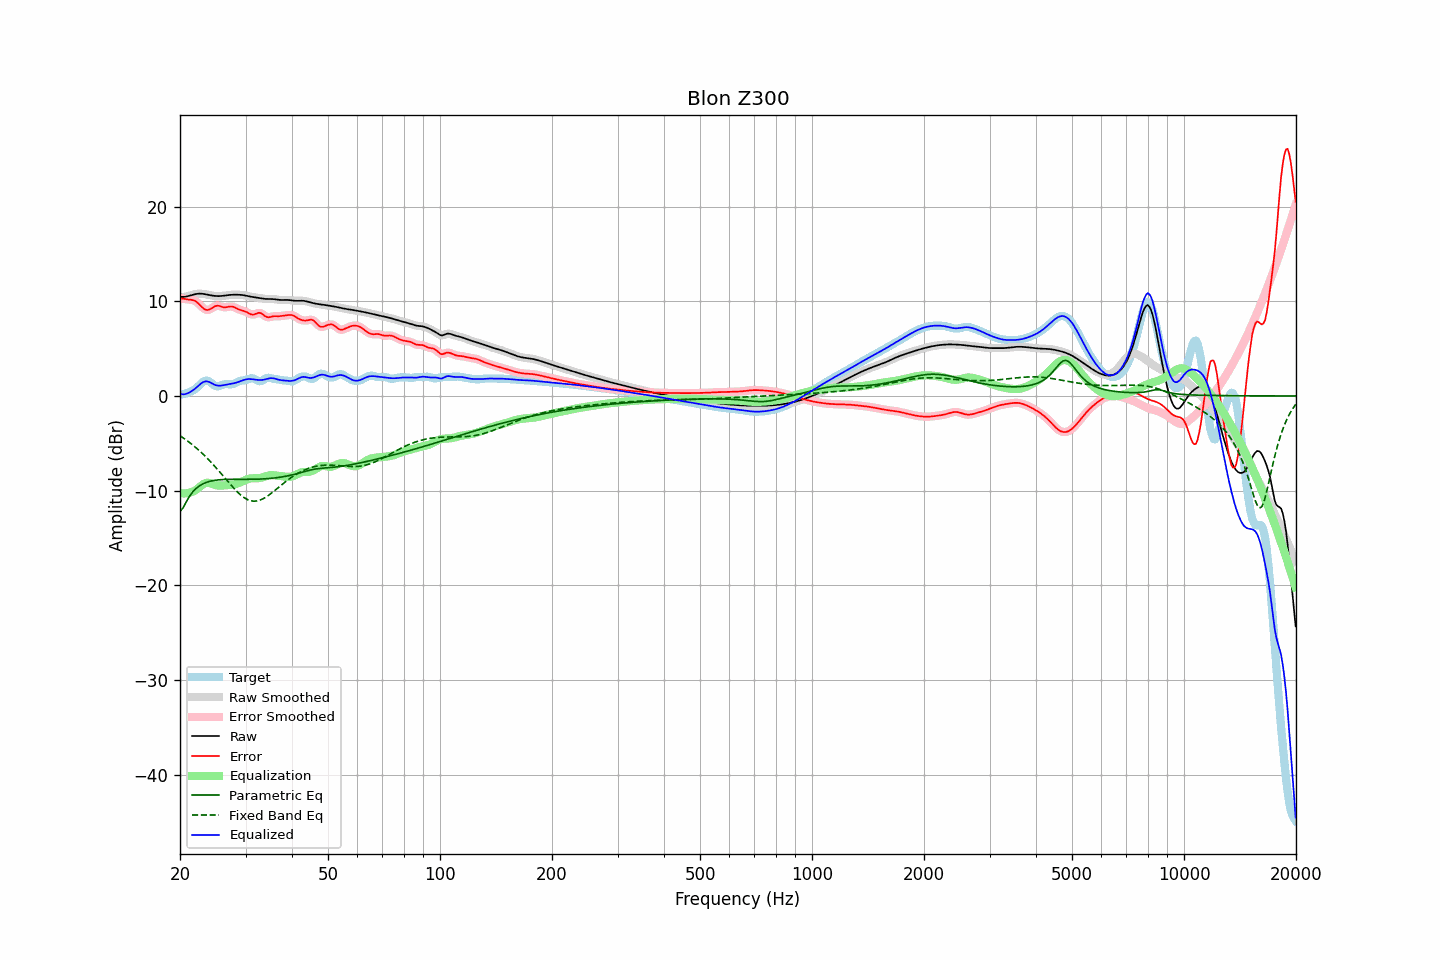 Blon Z300
Amplitude (dBr)
20
10
0
−10
−20
−30
−40
Target
Raw Smoothed
Error Smoothed
Raw
Error
Equalization
Parametric Eq
Fixed Band Eq
Equalized
20 50 100 200 500 1000 2000 5000 10000 20000
Frequency (Hz)